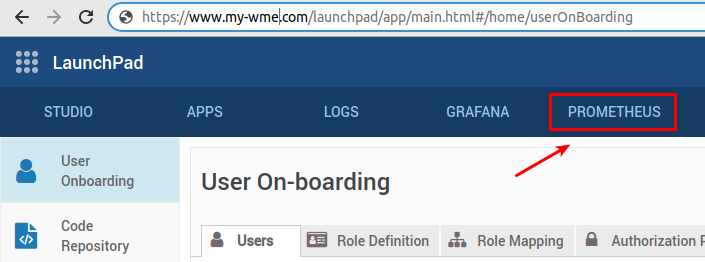 https://www.my-wme.com/launchpad/app/main.html#/home/userOnBoarding
LaunchPad
STUDIO APPS LOGS GRAFANA PROMETHEUS
User
Onboarding
User On-boarding
Code
Repository
Users Role Definition Role Mapping Authorization P